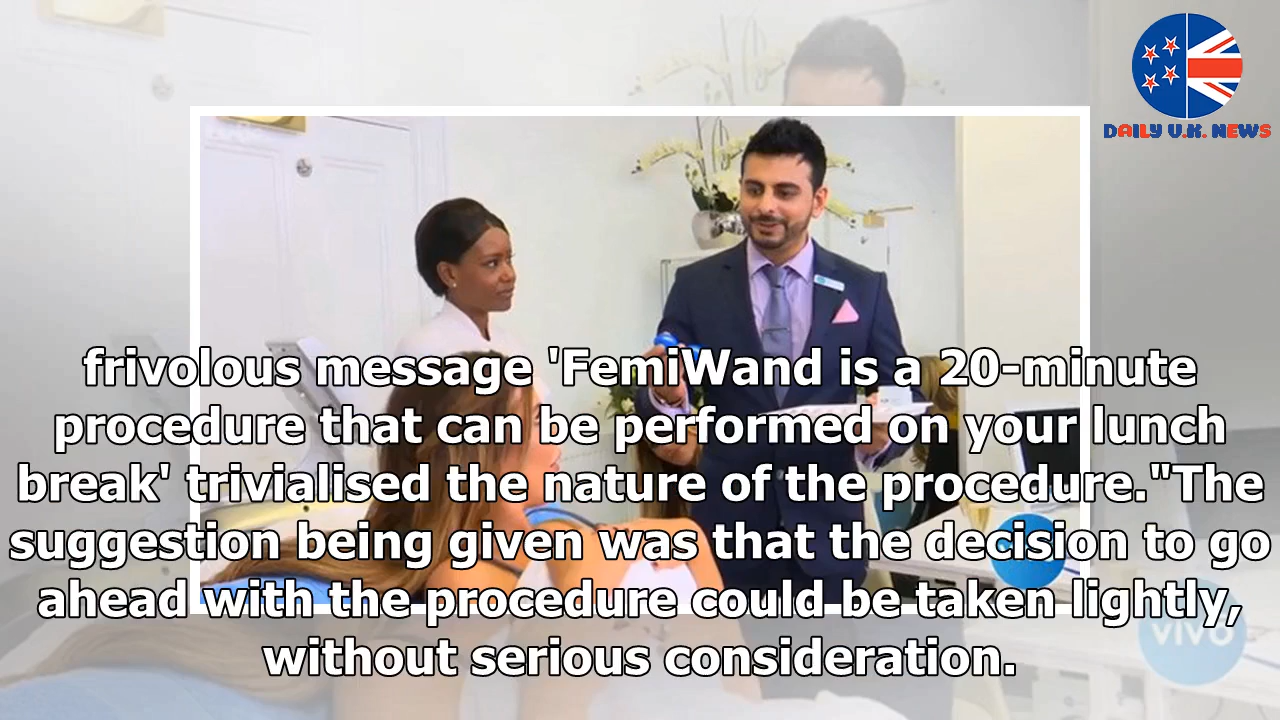 DAILY U.K. NEWS
frivolous message 'FemiWand is a 20-minute
procedure that can be performed on your lunch
break' trivialised the nature of the procedure."The
suggestion being given was that the decision to go
ahead with the procedure could be taken lightly,
without serious consideration.
vivo